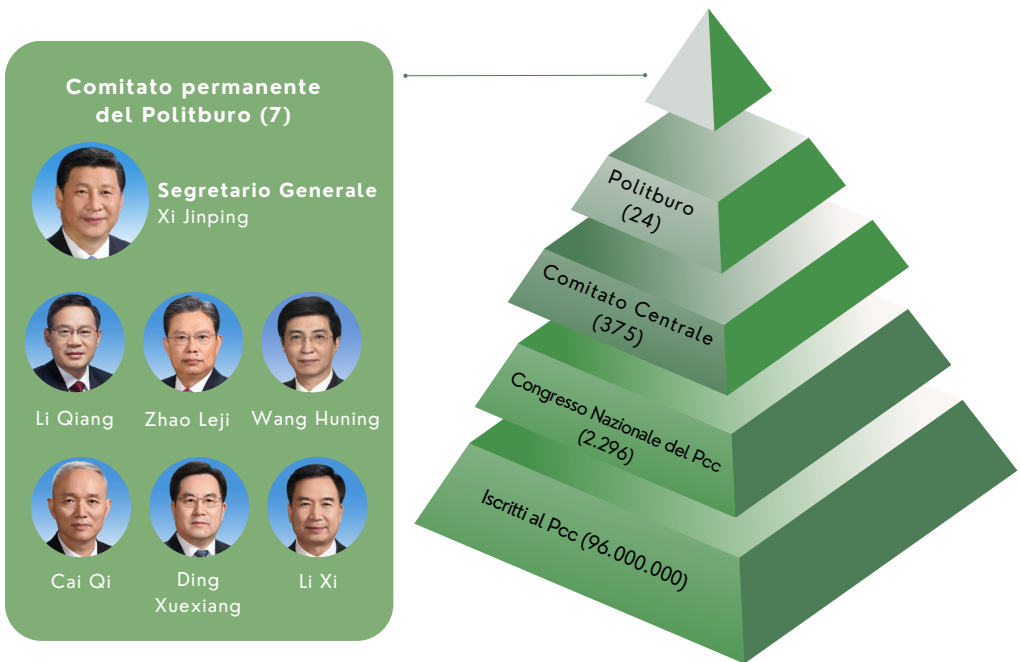 Comitato permanente
del Politburo (7)
Segretario Generale
Xi Jinping
Li Qiang
Zhao Leji
Wang Huning
Cai Qi
Ding
Xuexiang
Li Xi
Politburo
(24)
Comitato Centrale
(375)
Congresso Nazionale del Pcc
(2.296)
Iscritti al Pcc (96.000.000)